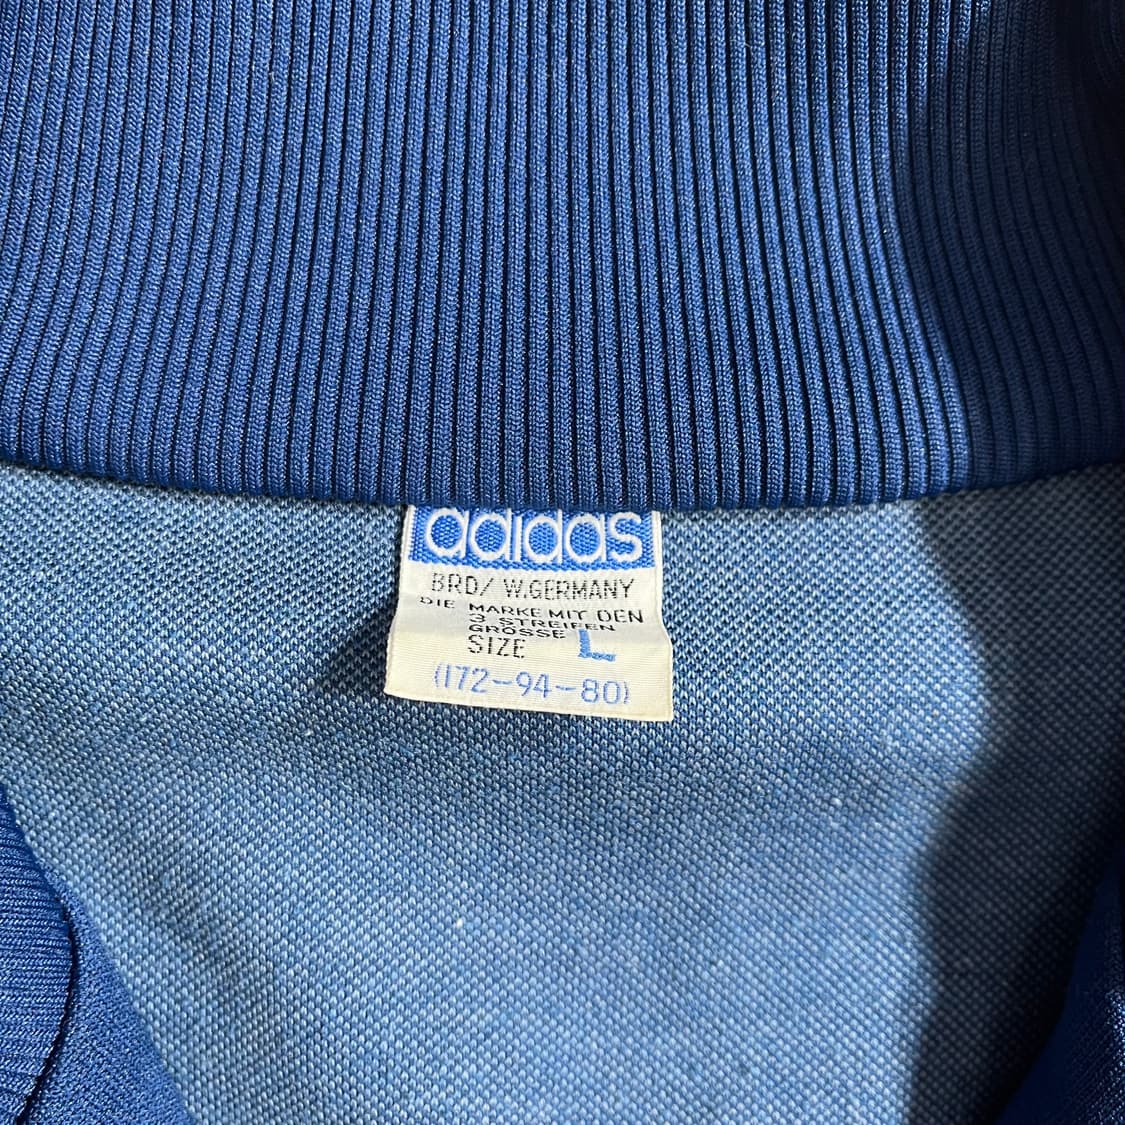 adidas
BRD/ W.GERMANY
DIE MARKE MIT DEN
3 STREIFEN
GRÖSSE
SIZE L
(172-94-80)